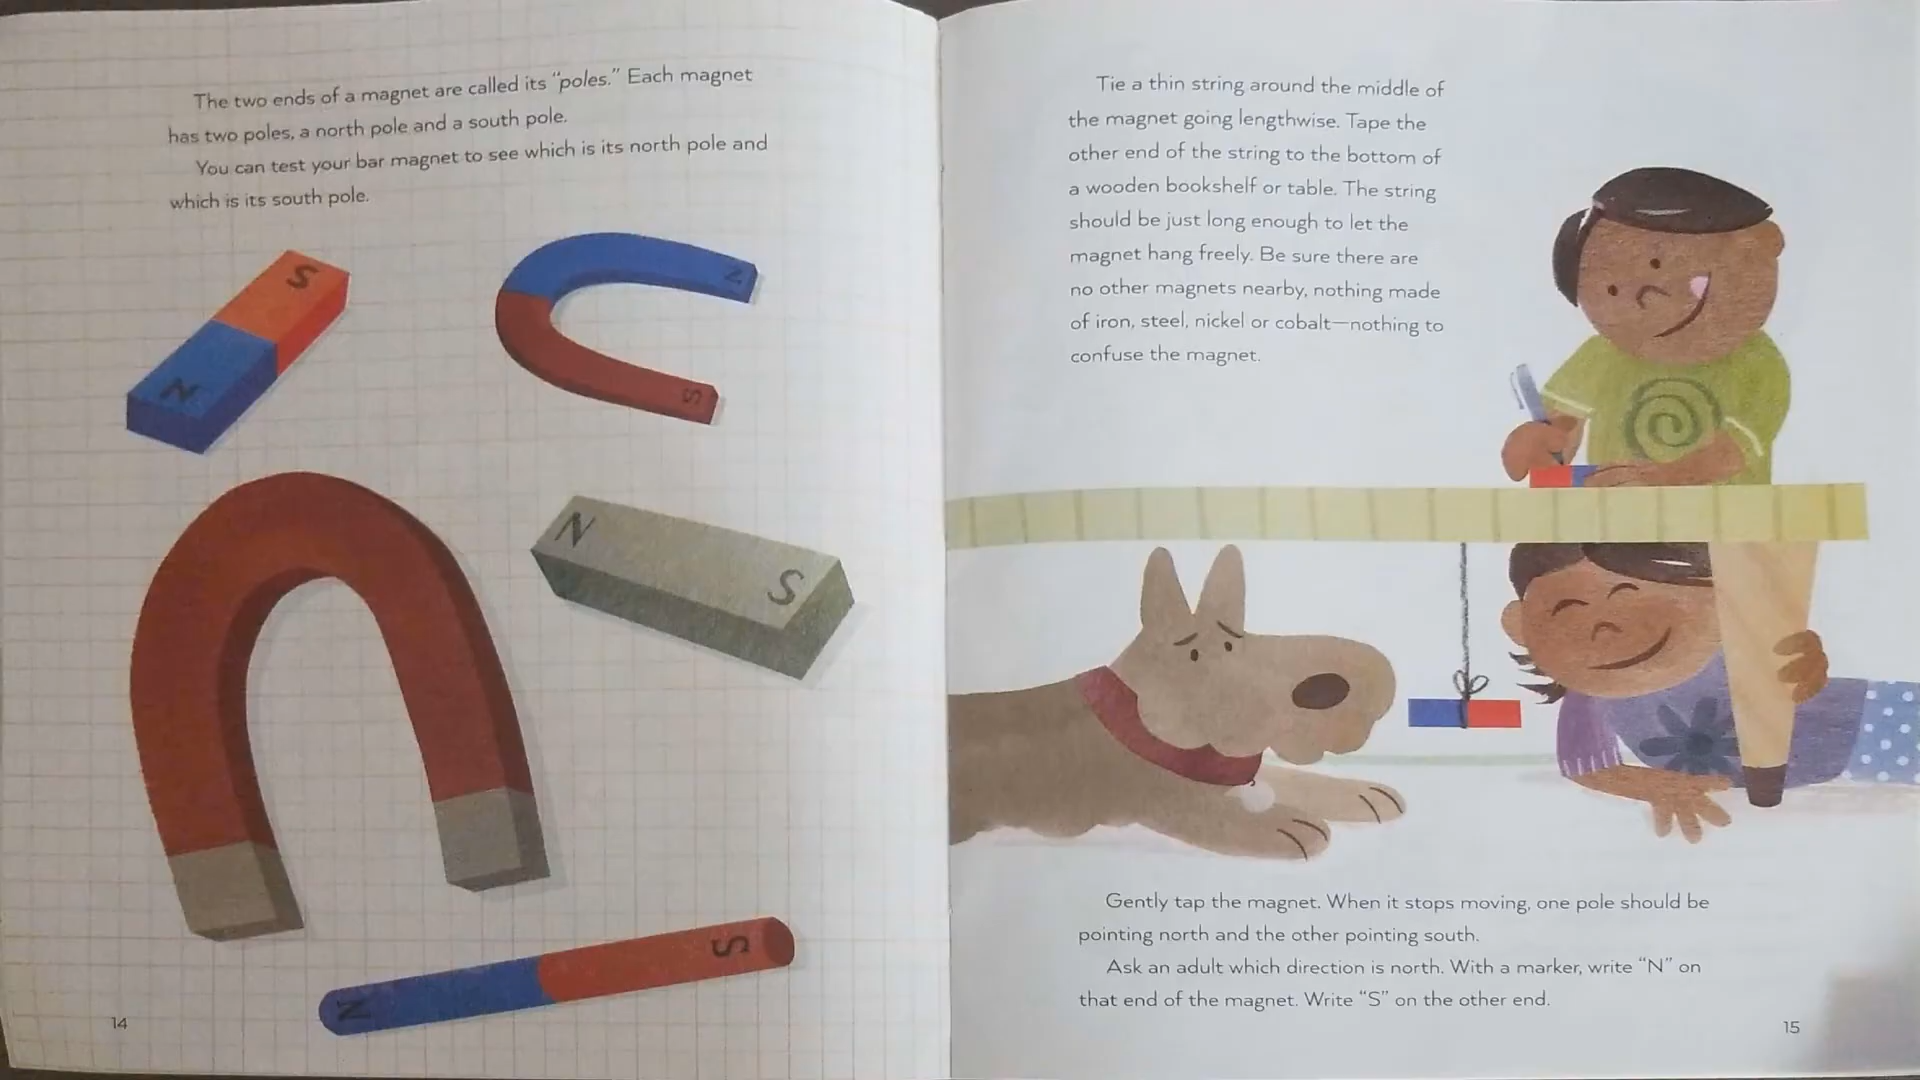 The two ends of a magnet are called its “poles.” Each magnet
has two poles, a north pole and a south pole.
You can test your bar magnet to see which is its north pole and
which is its south pole.
S
N
N
S
N
S
S
N
14
Tie a thin string around the middle of
the magnet going lengthwise. Tape the
other end of the string to the bottom of
a wooden bookshelf or table. The string
should be just long enough to let the
magnet hang freely. Be sure there are
no other magnets nearby, nothing made
of iron, steel, nickel or cobalt—nothing to
confuse the magnet.
Gently tap the magnet. When it stops moving, one pole should be
pointing north and the other pointing south.
Ask an adult which direction is north. With a marker, write “N” on
that end of the magnet. Write “S” on the other end.
15